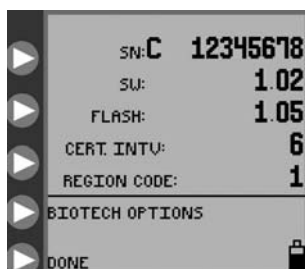 SN:C 12345678
SW: 1.02
FLASH: 1.05
CERT. INTV: 6
REGION CODE: 1
BIOTECH OPTIONS
DONE